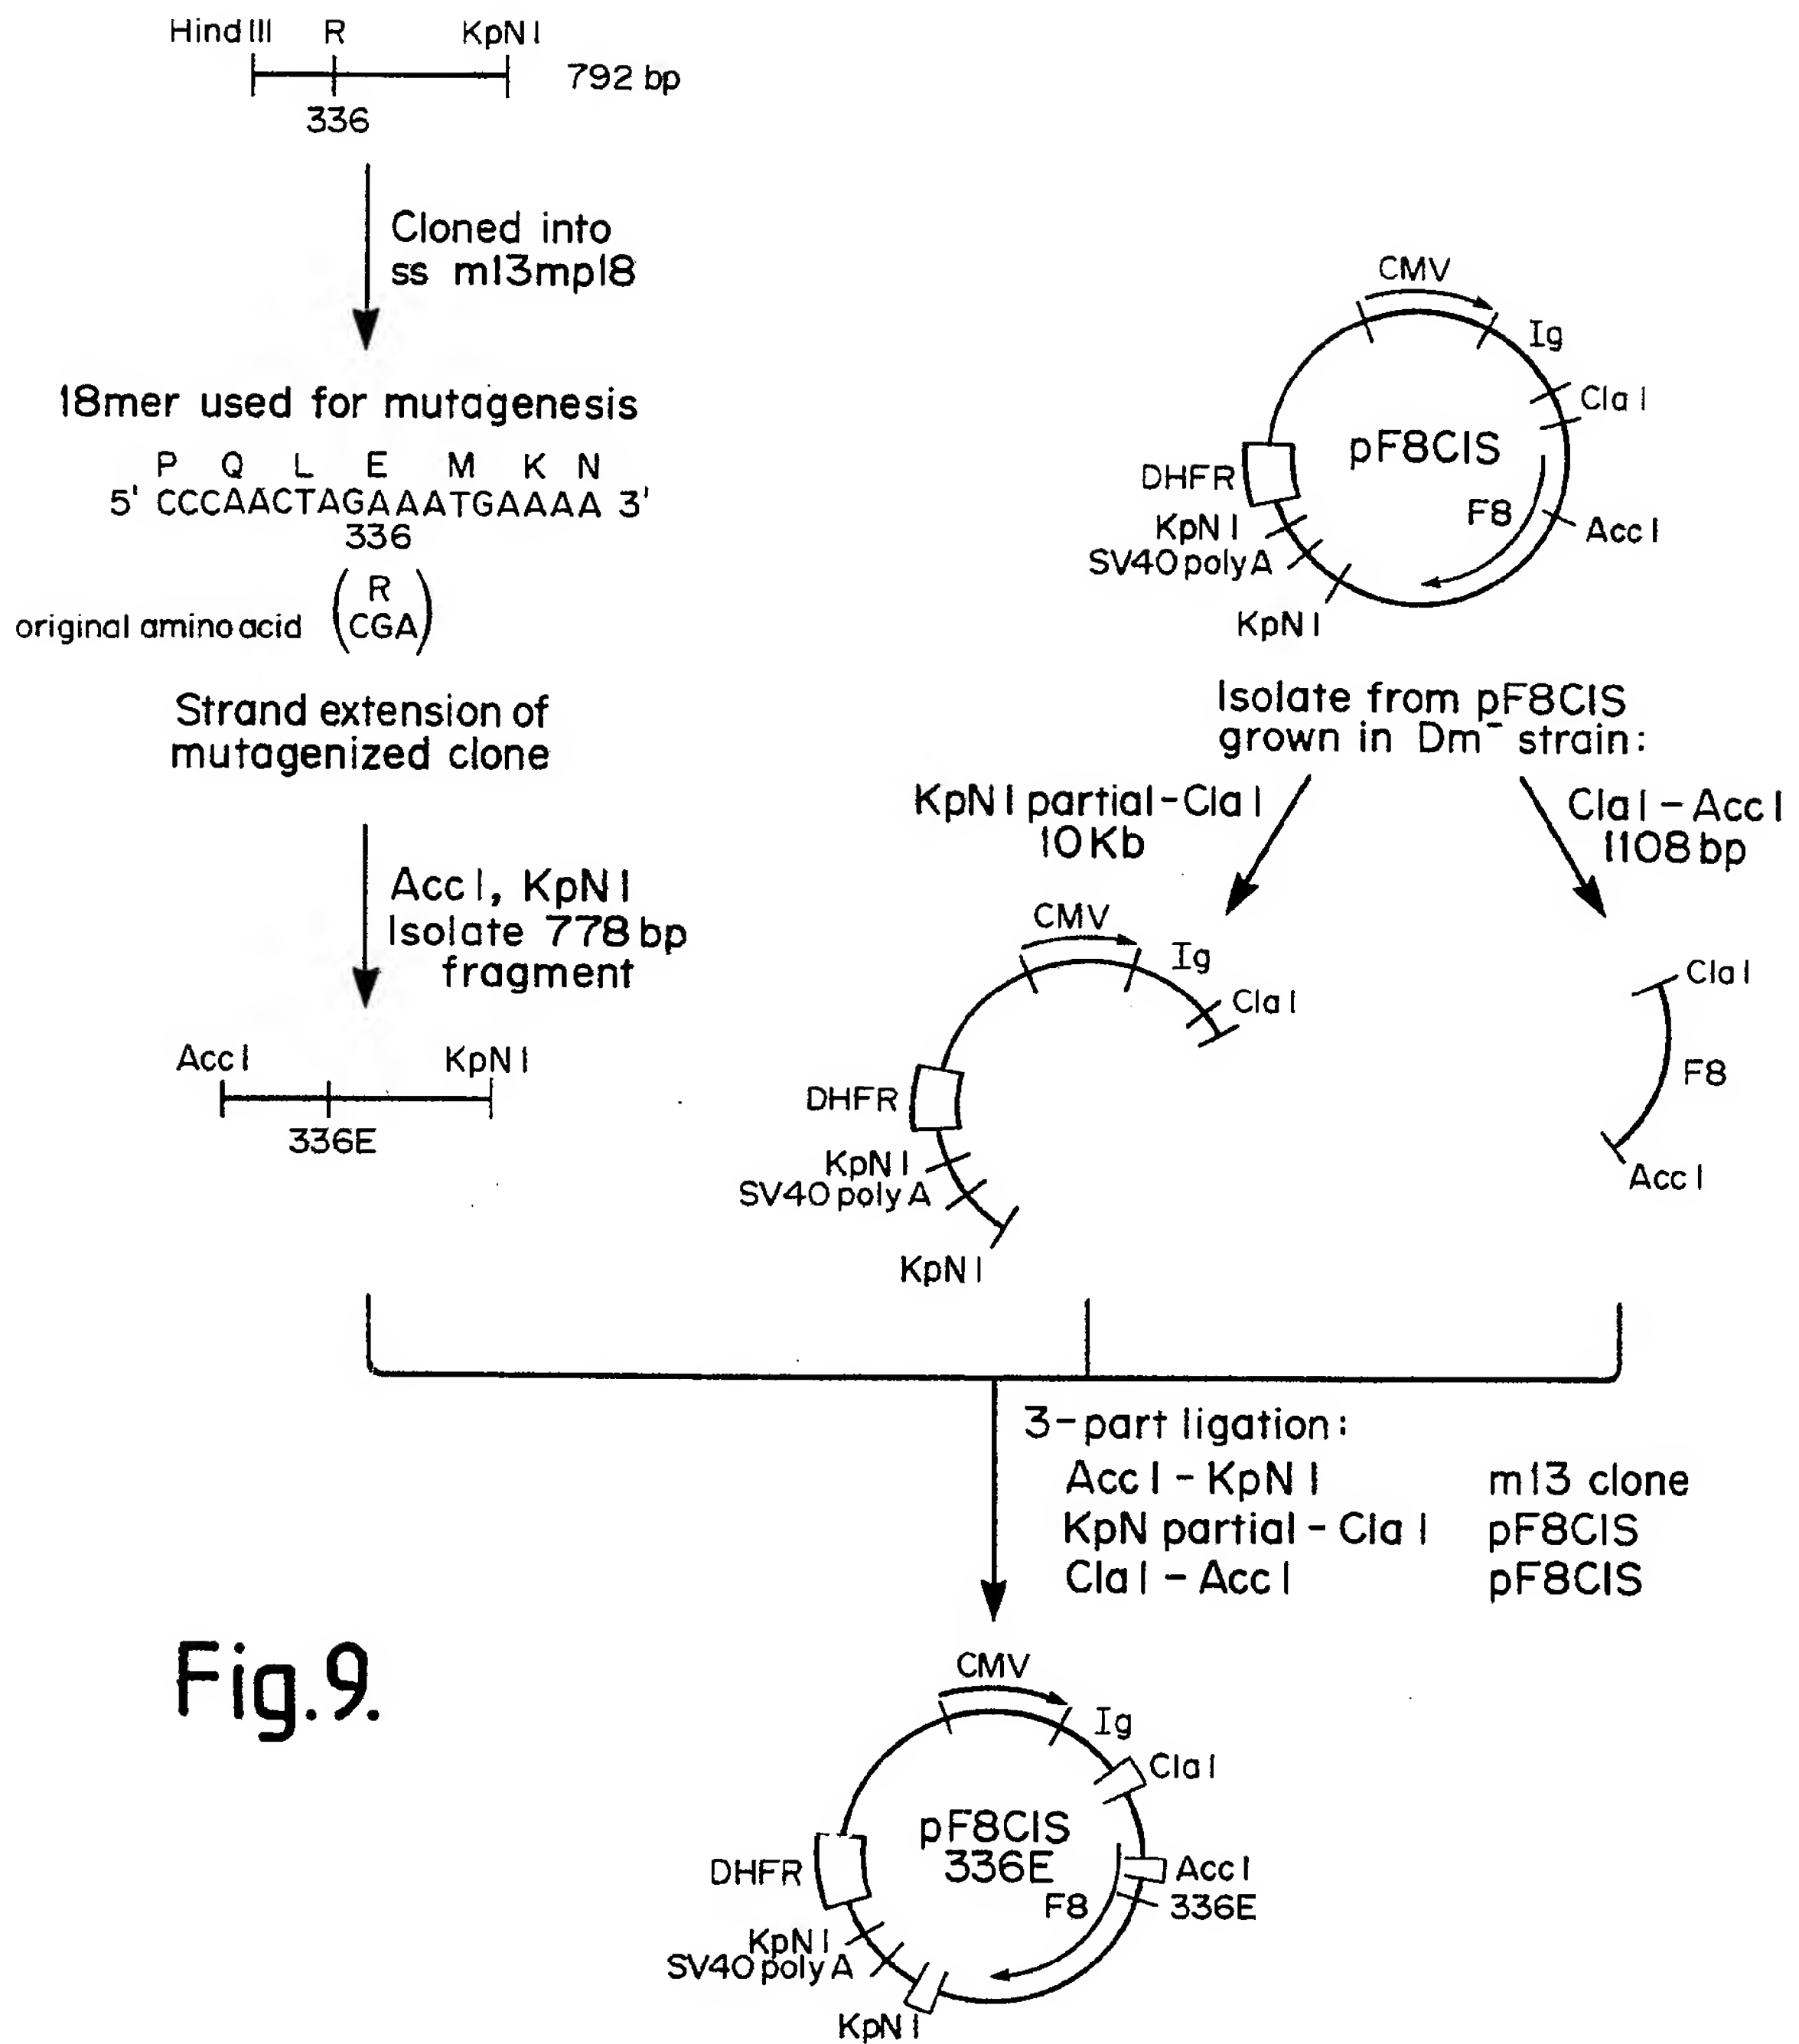 Hind III R KpN I
792 bp
336
Cloned into
ss m13mp18
18mer used for mutagenesis
P Q L E M K N
5' CCCAACTAGAAATGAAAA 3'
336
original amino acid (R CGA)
Strand extension of
mutagenized clone
Acc I, KpN I
Isolate 778 bp
fragment
Acc I KpN I
336E
CMV
Ig
Cla I
pF8CIS
DHFR
F8
Acc I
KpN I
SV40 poly A
KpN I
Isolate from pF8CIS
grown in Dm⁻ strain:
KpN I partial-Cla I
10Kb
Cla I - Acc I
1108 bp
CMV
Ig
Cla I
DHFR
KpN I
SV40 poly A
KpN I
Cla I
F8
Acc I
3-part ligation:
Acc I - KpN I m13 clone
KpN partial - Cla I pF8CIS
Cla I - Acc I pF8CIS
Fig.9.
CMV
Ig
Cla I
pF8CIS
336E
DHFR
Acc I
F8
336E
KpN I
SV40 poly A
KpN I